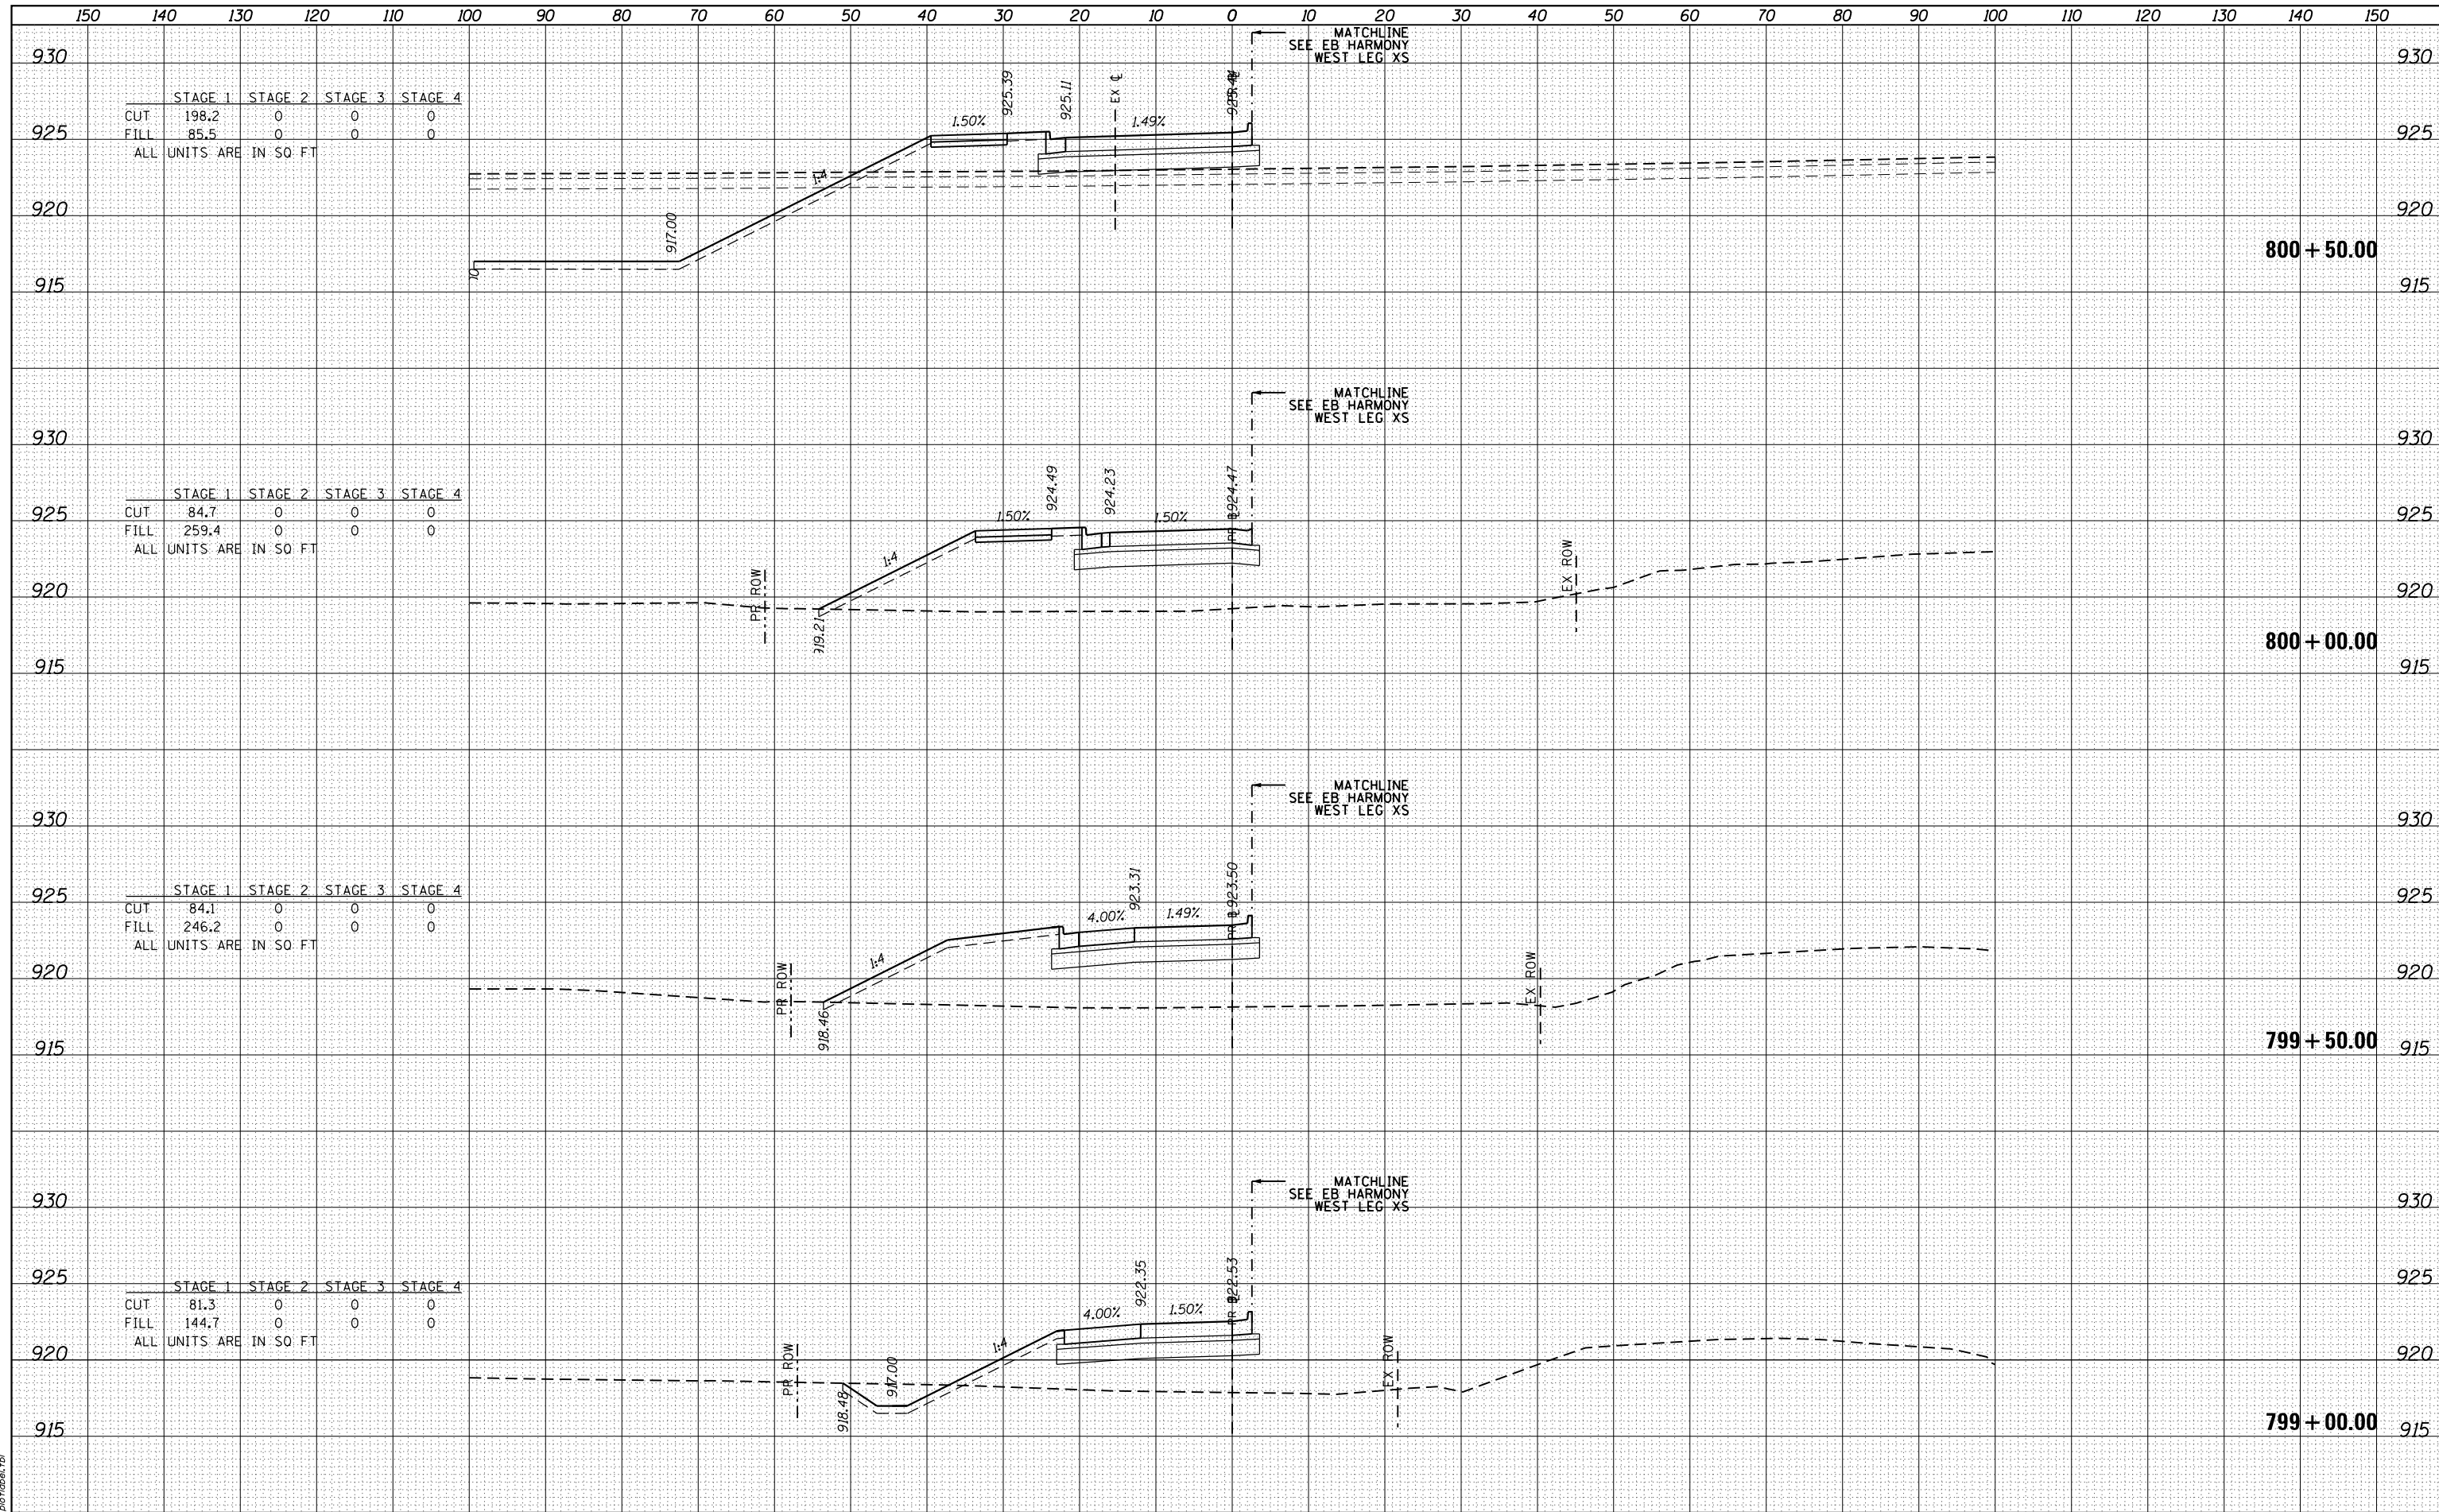 150 140 130 120 110 100 90 80 70 60 50 40 30 20 10 0 10 20 30 40 50 60 70 80 90 100 110 120 130 140 150
MATCHLINE
SEE EB HARMONY
WEST LEG XS
930 930
925.39
925.11
EX ℄
STAGE 1 STAGE 2 STAGE 3 STAGE 4
CUT 198.2 0 0 0
FILL 85.5 0 0 0
ALL UNITS ARE IN SQ FT
1.50% 1.49%
925 925
1:4
920 920
917.00
800+50.00
915 915
MATCHLINE
SEE EB HARMONY
WEST LEG XS
930 930
924.49
924.23
PR ℄ 924.47
STAGE 1 STAGE 2 STAGE 3 STAGE 4
CUT 84.7 0 0 0
FILL 259.4 0 0 0
ALL UNITS ARE IN SQ FT
1.50% 1.50%
925 925
1:4
PR ROW
EX ROW
920 920
919.21
800+00.00
915 915
MATCHLINE
SEE EB HARMONY
WEST LEG XS
930 930
923.31
PR ℄ 923.50
STAGE 1 STAGE 2 STAGE 3 STAGE 4
CUT 84.1 0 0 0
FILL 246.2 0 0 0
ALL UNITS ARE IN SQ FT
925 925
4.00% 1.49%
1:4
PR ROW
EX ROW
920 920
918.46
799+50.00
915 915
MATCHLINE
SEE EB HARMONY
WEST LEG XS
930 930
922.35
PR ℄ 922.53
925 925
STAGE 1 STAGE 2 STAGE 3 STAGE 4
CUT 81.3 0 0 0
FILL 144.7 0 0 0
ALL UNITS ARE IN SQ FT
4.00% 1.50%
1:4
PR ROW
EX ROW
920 920
917.00
918.48
799+00.00
915 915